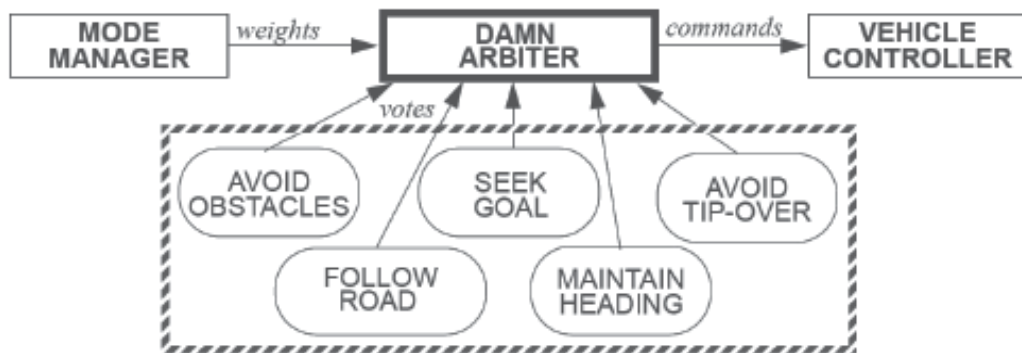 MODE
MANAGER
weights
DAMN
ARBITER
commands
VEHICLE
CONTROLLER
votes
AVOID
OBSTACLES
SEEK
GOAL
AVOID
TIP-OVER
FOLLOW
ROAD
MAINTAIN
HEADING